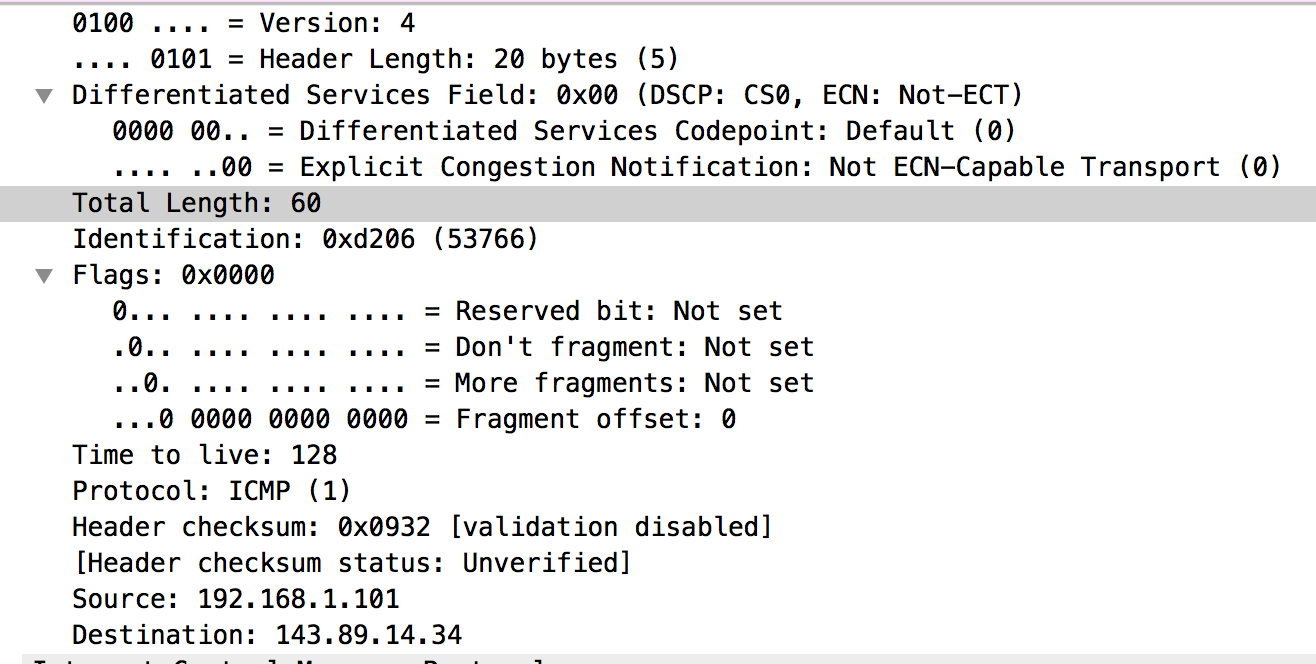 0100 .... = Version: 4
.... 0101 = Header Length: 20 bytes (5)
Differentiated Services Field: 0x00 (DSCP: CS0, ECN: Not-ECT)
0000 00.. = Differentiated Services Codepoint: Default (0)
.... ..00 = Explicit Congestion Notification: Not ECN-Capable Transport (0)
Total Length: 60
Identification: 0xd206 (53766)
Flags: 0x0000
0... .... .... .... = Reserved bit: Not set
.0.. .... .... .... = Don't fragment: Not set
..0. .... .... .... = More fragments: Not set
...0 0000 0000 0000 = Fragment offset: 0
Time to live: 128
Protocol: ICMP (1)
Header checksum: 0x0932 [validation disabled]
[Header checksum status: Unverified]
Source: 192.168.1.101
Destination: 143.89.14.34